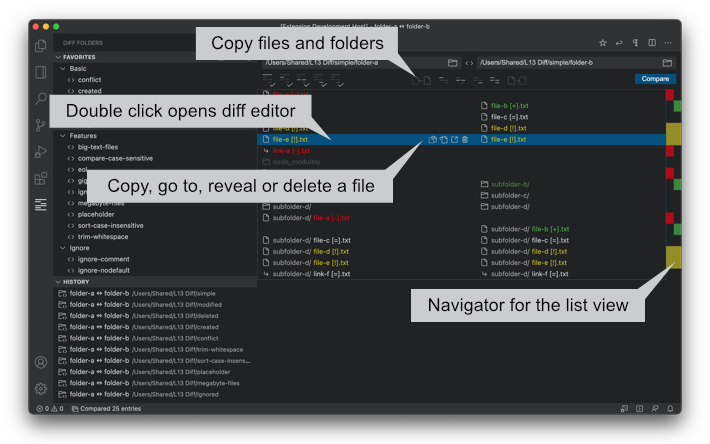 [Extension Development Host] - folder-a ↔ folder-b
DIFF FOLDERS
Copy files and folders
FAVORITES
/Users/Shared/L13 Diff/simple/folder-a
/Users/Shared/L13 Diff/simple/folder-b
Basic
conflict
Compare
created
Double click opens diff editor
file-b [+].txt
file-c [=].txt
file-d [!].txt
Features
file-e [!].txt
file-e [!].txt
big-text-files
link-a [-].txt
compare-case-sensitive
node_modules/
Copy, go to, reveal or delete a file
subfolder-b/
subfolder-c/
megabyte-files
subfolder-d/
subfolder-d/
placeholder
subfolder-d/ file-a [-].txt
sort-case-insensitive
subfolder-d/ file-b [+].txt
trim-whitespace
subfolder-d/ file-c [=].txt
subfolder-d/ file-c [=].txt
Ignore
subfolder-d/ file-d [!].txt
subfolder-d/ file-d [!].txt
ignore-comment
subfolder-d/ file-e [!].txt
subfolder-d/ file-e [!].txt
ignore-nodefault
subfolder-d/ link-f [=].txt
subfolder-d/ link-f [=].txt
HISTORY
folder-a ↔ folder-b /Users/Shared/L13 Diff/simple
Navigator for the list view
folder-a ↔ folder-b /Users/Shared/L13 Diff/modified
folder-a ↔ folder-b /Users/Shared/L13 Diff/deleted
folder-a ↔ folder-b /Users/Shared/L13 Diff/created
folder-a ↔ folder-b /Users/Shared/L13 Diff/conflict
folder-a ↔ folder-b /Users/Shared/L13 Diff/trim-whitespace
folder-a ↔ folder-b /Users/Shared/L13 Diff/sort-case-insens...
folder-a ↔ folder-b /Users/Shared/L13 Diff/placeholder
folder-a ↔ folder-b /Users/Shared/L13 Diff/megabyte-files
folder-a ↔ folder-b /Users/Shared/L13 Diff/ignored
0 0 Compared 25 entries